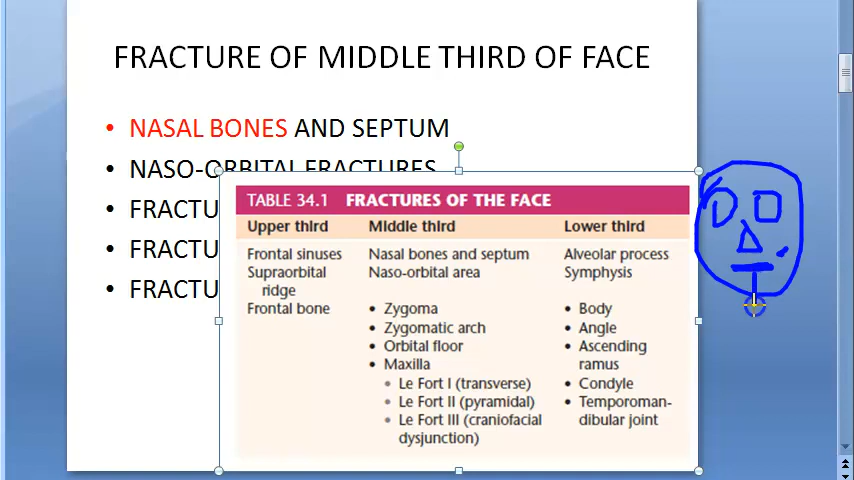 FRACTURE OF MIDDLE THIRD OF FACE
• NASAL BONES AND SEPTUM
• NASO-ORBITAL FRACTURES
• FRACTU
• FRACTU
• FRACTU
TABLE 34.1 FRACTURES OF THE FACE
Upper third Middle third Lower third
Frontal sinuses Nasal bones and septum Alveolar process
Supraorbital Naso-orbital area Symphysis
ridge
Frontal bone • Zygoma • Body
• Zygomatic arch • Angle
• Orbital floor • Ascending
• Maxilla ramus
• Le Fort I (transverse) • Condyle
• Le Fort II (pyramidal) • Temporoman-
• Le Fort III (craniofacial dibular joint
dysjunction)